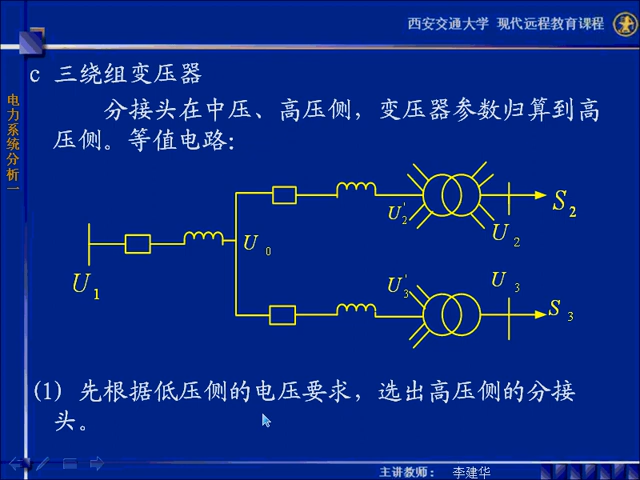 西安交通大学 现代远程教育课程
电力系统分析一
c 三绕组变压器
分接头在中压、高压侧，变压器参数归算到高
压侧。等值电路：
U1
U0
U2'
U2
S2
U3'
U3
S3
(1) 先根据低压侧的电压要求，选出高压侧的分接
头。
主讲教师： 李建华